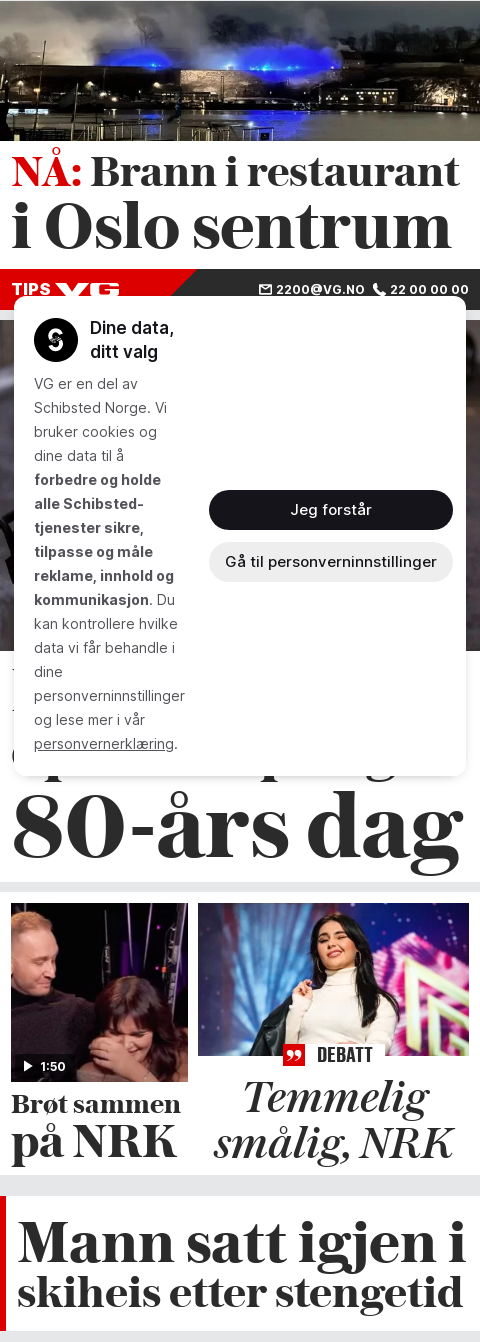 NÅ: Brann i restaurant
i Oslo sentrum
TIPS VG
2200@VG.NO 22 00 00 00
Dine data,
ditt valg
VG er en del av
Schibsted Norge. Vi
bruker cookies og
dine data til å
forbedre og holde
alle Schibsted-
tjenester sikre,
tilpasse og måle
reklame, innhold og
kommunikasjon. Du
kan kontrollere hvilke
data vi får behandle i
dine
personverninnstillinger
og lese mer i vår
personvernerklæring.
Jeg forstår
Gå til personverninnstillinger
80-års dag
1:50
Brøt sammen
på NRK
DEBATT
Temmelig
smålig, NRK
Mann satt igjen i
skiheis etter stengetid